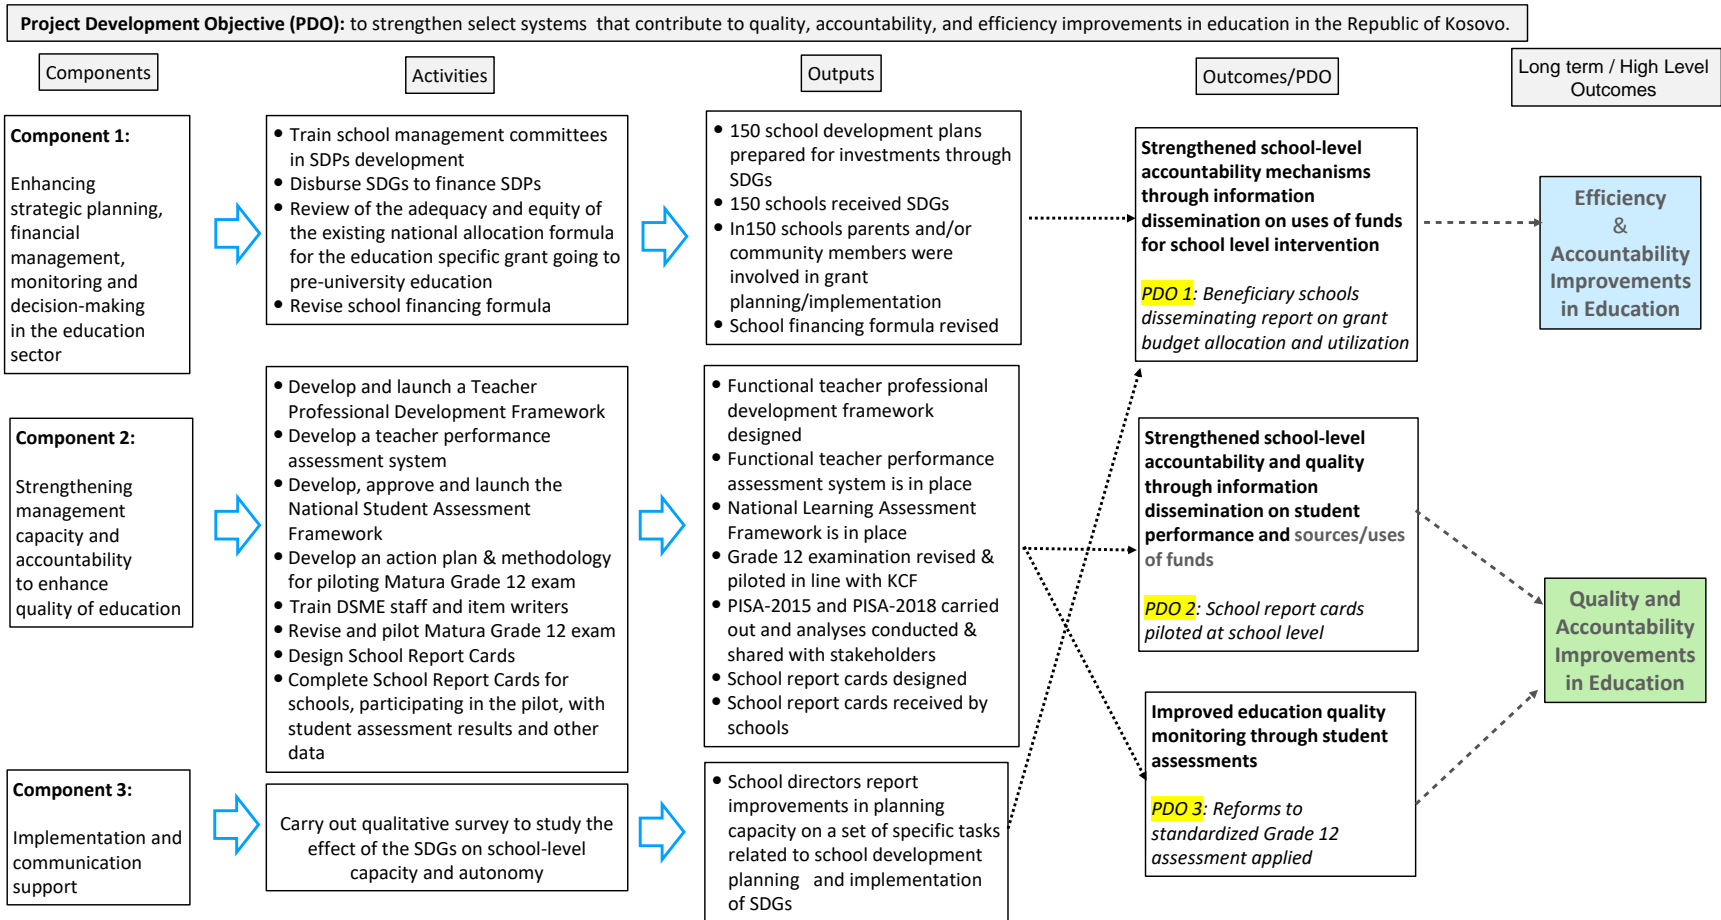 Project Development Objective (PDO): to strengthen select systems that contribute to quality, accountability, and efficiency improvements in education in the Republic of Kosovo.
Components
Activities
Outputs
Outcomes/PDO
Long term / High Level
Outcomes
Component 1:
Enhancing
strategic planning,
financial
management,
monitoring and
decision-making
in the education
sector
• Train school management committees
in SDPs development
• Disburse SDGs to finance SDPs
• Review of the adequacy and equity of
the existing national allocation formula
for the education specific grant going to
pre-university education
• Revise school financing formula
• 150 school development plans
prepared for investments through
SDGs
• 150 schools received SDGs
• In150 schools parents and/or
community members were
involved in grant
planning/implementation
• School financing formula revised
Strengthened school-level
accountability mechanisms
through information
dissemination on uses of funds
for school level intervention
PDO 1: Beneficiary schools
disseminating report on grant
budget allocation and utilization
Efficiency
&
Accountability
Improvements
in Education
Component 2:
Strengthening
management
capacity and
accountability
to enhance
quality of education
• Develop and launch a Teacher
Professional Development Framework
• Develop a teacher performance
assessment system
• Develop, approve and launch the
National Student Assessment
Framework
• Develop an action plan & methodology
for piloting Matura Grade 12 exam
• Train DSME staff and item writers
• Revise and pilot Matura Grade 12 exam
• Design School Report Cards
• Complete School Report Cards for
schools, participating in the pilot, with
student assessment results and other
data
• Functional teacher professional
development framework
designed
• Functional teacher performance
assessment system is in place
• National Learning Assessment
Framework is in place
• Grade 12 examination revised &
piloted in line with KCF
• PISA-2015 and PISA-2018 carried
out and analyses conducted &
shared with stakeholders
• School report cards designed
• School report cards received by
schools
Strengthened school-level
accountability and quality
through information
dissemination on student
performance and sources/uses
of funds
PDO 2: School report cards
piloted at school level
Improved education quality
monitoring through student
assessments
PDO 3: Reforms to
standardized Grade 12
assessment applied
Quality and
Accountability
Improvements
in Education
Component 3:
Implementation and
communication
support
Carry out qualitative survey to study the
effect of the SDGs on school-level
capacity and autonomy
• School directors report
improvements in planning
capacity on a set of specific tasks
related to school development
planning and implementation
of SDGs